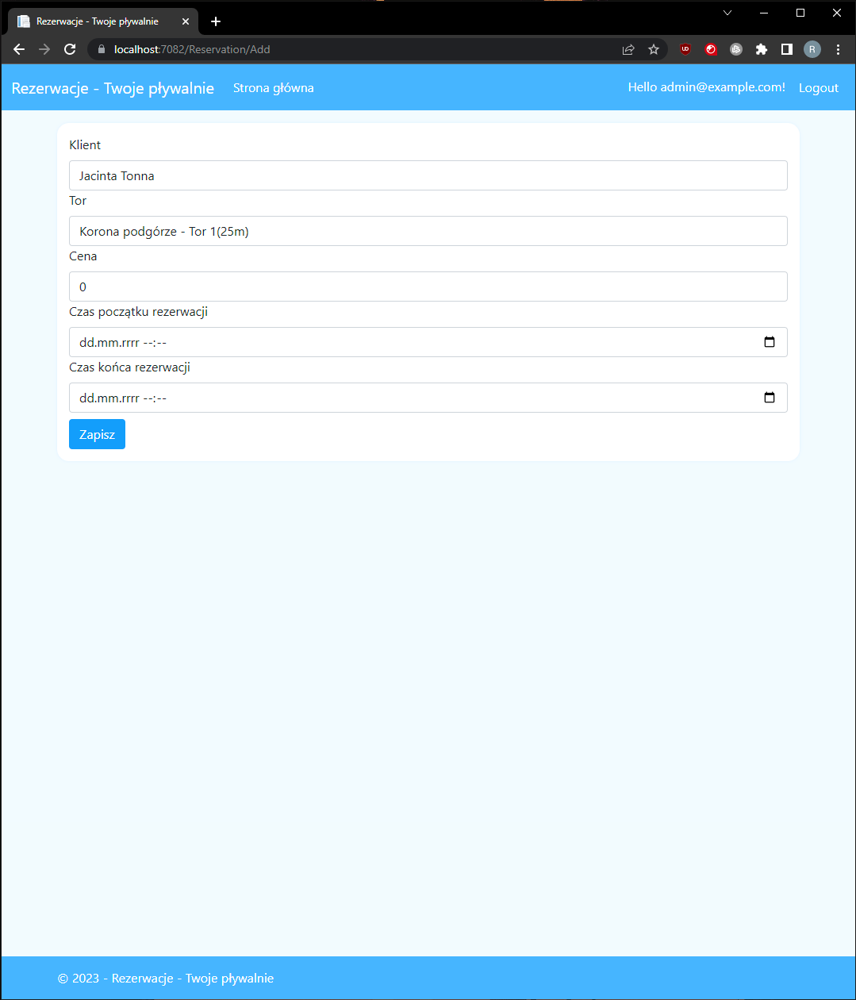 Rezerwacje - Twoje pływalnie
localhost:7082/Reservation/Add
R
Rezerwacje - Twoje pływalnie Strona główna Hello admin@example.com! Logout
Klient
Jacinta Tonna
Tor
Korona podgórze - Tor 1(25m)
Cena
0
Czas początku rezerwacji
dd.mm.rrrr --:--
Czas końca rezerwacji
dd.mm.rrrr --:--
Zapisz
© 2023 - Rezerwacje - Twoje pływalnie